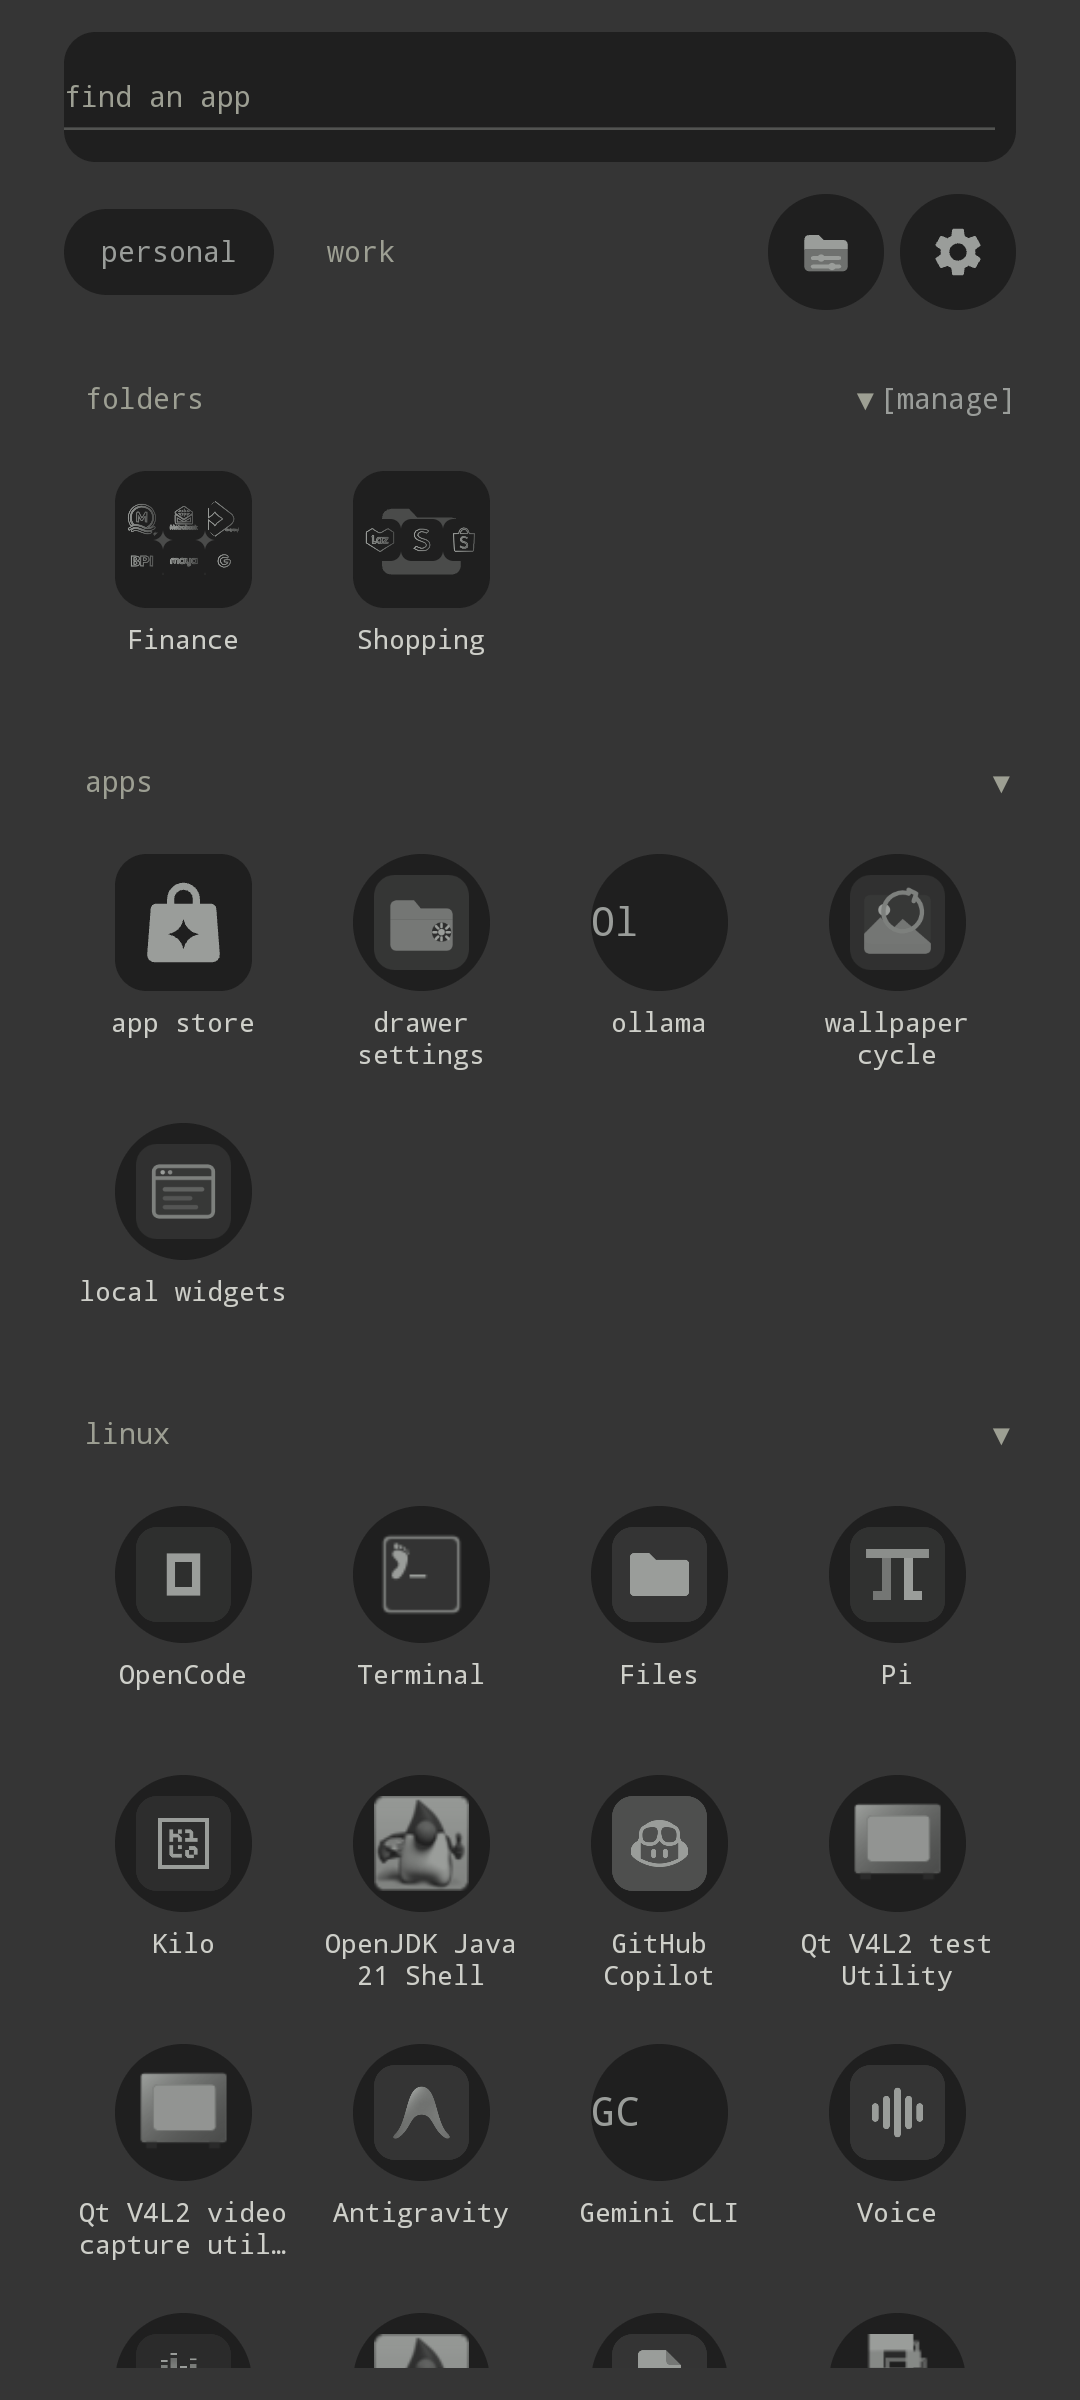 find an app
personal
work
folders
▼ [manage]
BPI
maya
G
Finance
S
S
Shopping
apps
▼
Ol
app store
drawer
settings
ollama
wallpaper
cycle
local widgets
linux
▼
OpenCode
Terminal
Files
Pi
Kilo
OpenJDK Java
21 Shell
GitHub
Copilot
Qt V4L2 test
Utility
GC
Qt V4L2 video
capture util…
Antigravity
Gemini CLI
Voice